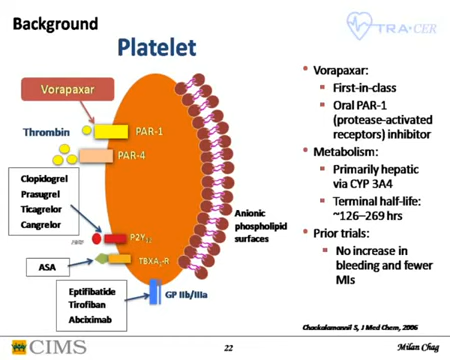 Background
TRA•CER
Platelet
Vorapaxar
Thrombin
PAR-1
PAR-4
Clopidogrel
Prasugrel
Ticagrelor
Cangrelor
P2Y12
ASA
TBXA2-R
Eptifibatide
Tirofiban
Abciximab
GP IIb/IIIa
Anionic
phospholipid
surfaces
• Vorapaxar:
▪ First-in-class
▪ Oral PAR-1
(protease-activated
receptors) inhibitor
• Metabolism:
▪ Primarily hepatic
via CYP 3A4
▪ Terminal half-life:
~126–269 hrs
• Prior trials:
▪ No increase in
bleeding and fewer
MIs
Chackalamannil S, J Med Chem, 2006
CIMS
22
Milan Chag